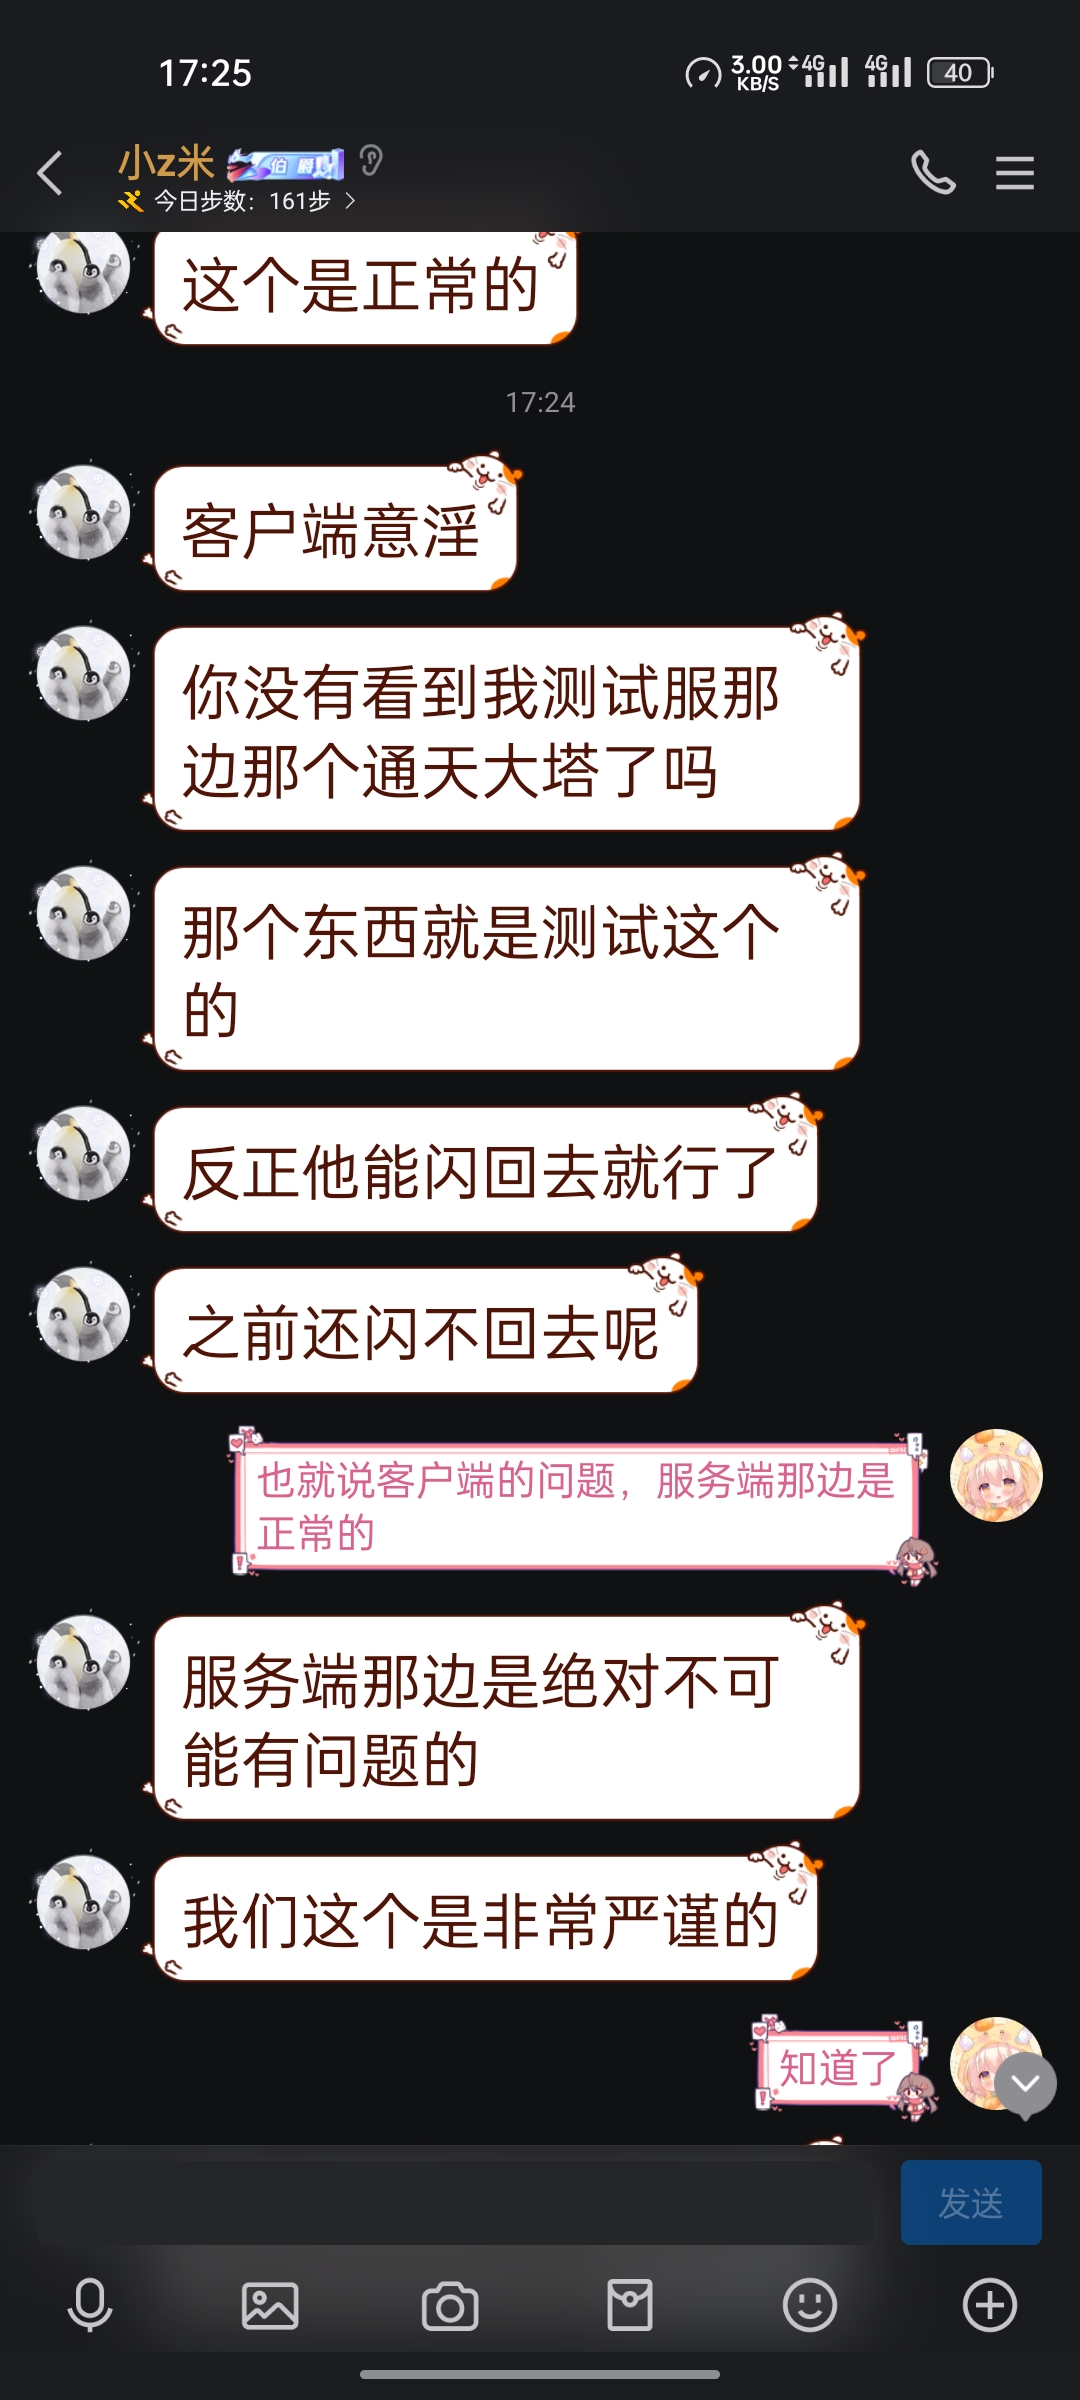 17:25
3.00
KB/S
4G
4G
40
小z米
伯爵
今日步数：161步
这个是正常的
17:24
客户端意淫
你没有看到我测试服那
边那个通天大塔了吗
那个东西就是测试这个
的
反正他能闪回去就行了
之前还闪不回去呢
也就说客户端的问题，服务端那边是
正常的
服务端那边是绝对不可
能有问题的
我们这个是非常严谨的
知道了
发送